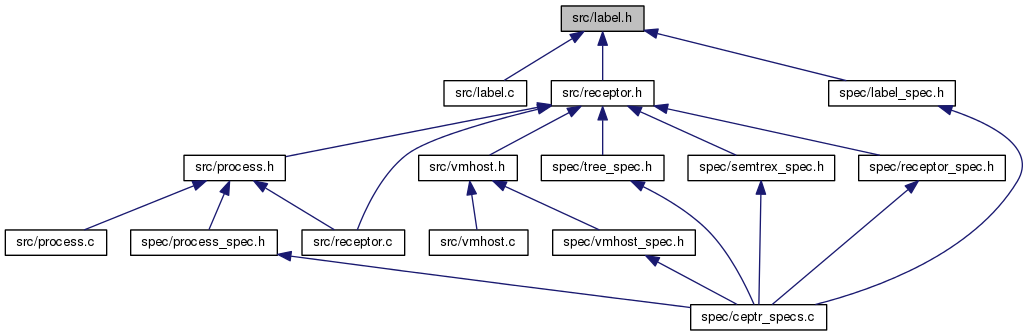 src/label.h
src/label.c
src/receptor.h
spec/label_spec.h
src/process.h
src/vmhost.h
spec/tree_spec.h
spec/semtrex_spec.h
spec/receptor_spec.h
src/process.c
spec/process_spec.h
src/receptor.c
src/vmhost.c
spec/vmhost_spec.h
spec/ceptr_specs.c